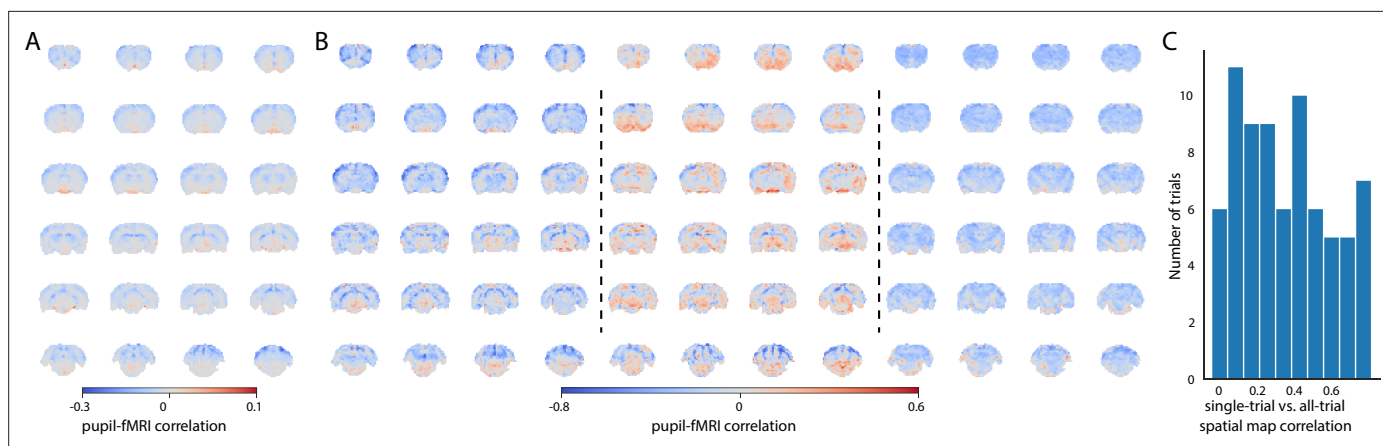 A
B
C
-0.3
0
0.1
pupil-fMRI correlation
-0.8
0
0.6
pupil-fMRI correlation
Number of trials
10
8
6
4
2
0
0
0.2
0.4
0.6
single-trial vs. all-trial
spatial map correlation